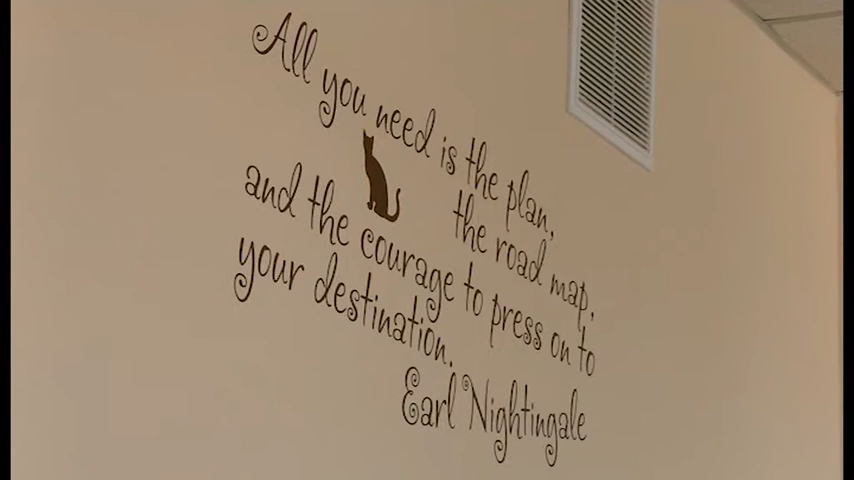 All you need is the plan,
the road map,
and the courage to press on to
your destination.
Earl Nightingale